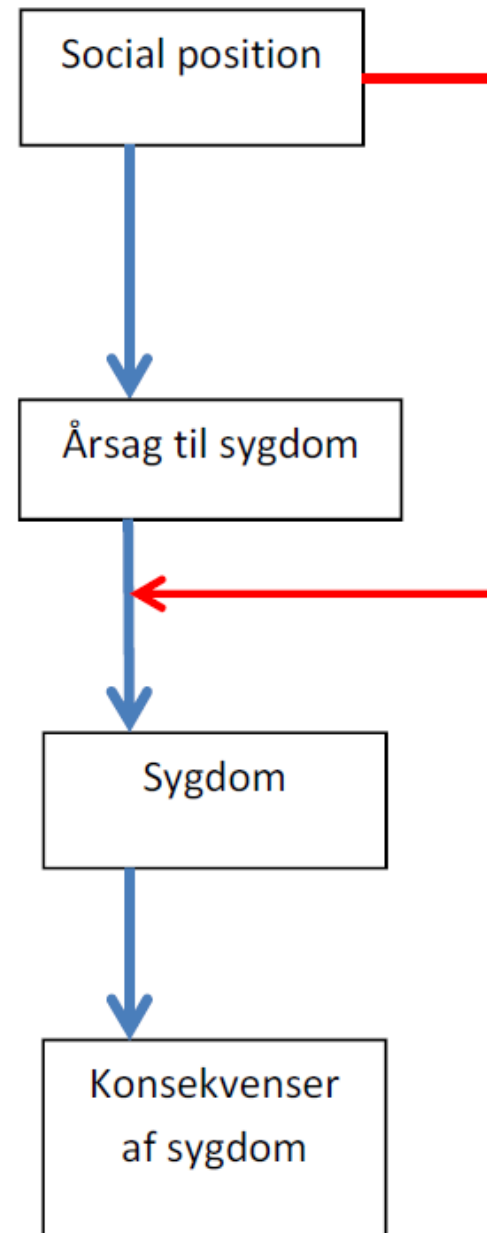 Social position
Årsag til sygdom
Sygdom
Konsekvenser
af sygdom